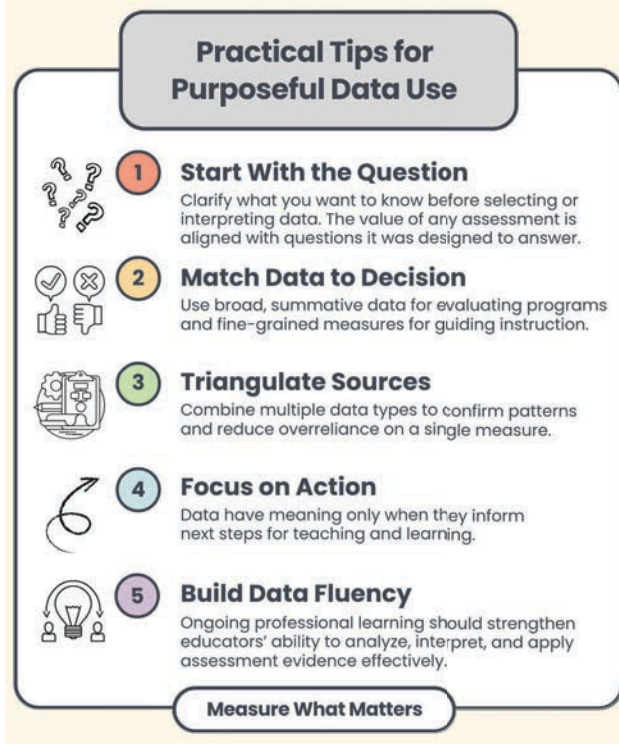 Practical Tips for
Purposeful Data Use
1
Start With the Question
Clarify what you want to know before selecting or
interpreting data. The value of any assessment is
aligned with questions it was designed to answer.
2
Match Data to Decision
Use broad, summative data for evaluating programs
and fine-grained measures for guiding instruction.
3
Triangulate Sources
Combine multiple data types to confirm patterns
and reduce overreliance on a single measure.
4
Focus on Action
Data have meaning only when they inform
next steps for teaching and learning.
5
Build Data Fluency
Ongoing professional learning should strengthen
educators' ability to analyze, interpret, and apply
assessment evidence effectively.
Measure What Matters